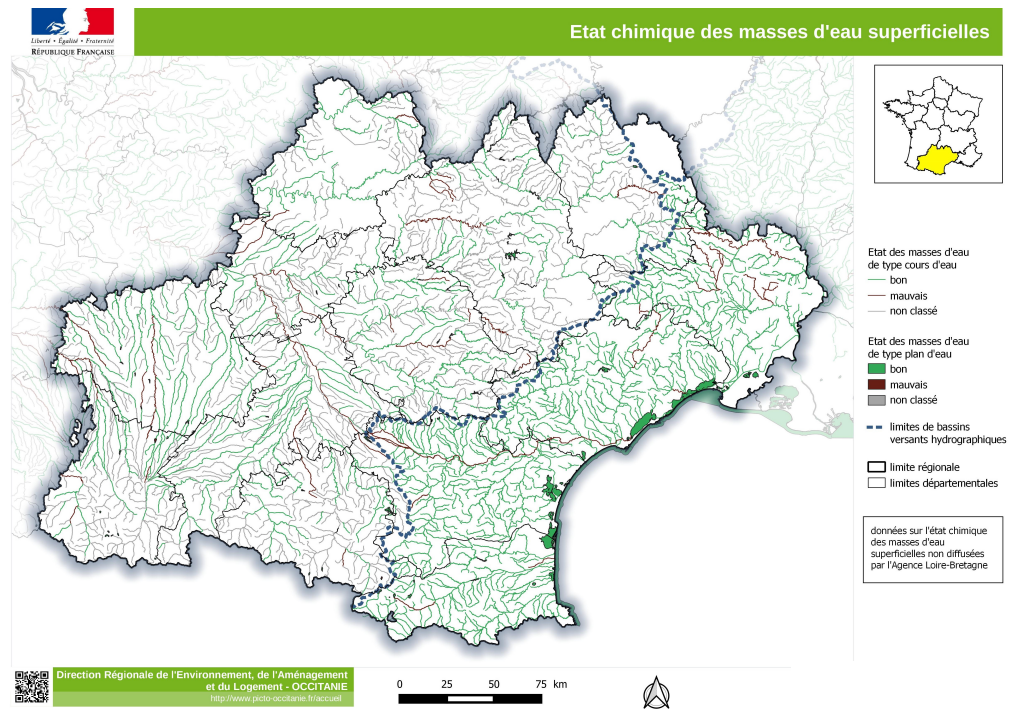 Liberté • Égalité • Fraternité
RÉPUBLIQUE FRANÇAISE
Etat chimique des masses d'eau superficielles
Etat des masses d'eau
de type cours d'eau
bon
mauvais
non classé
Etat des masses d'eau
de type plan d'eau
bon
mauvais
non classé
limites de bassins
versants hydrographiques
limite régionale
limites départementales
données sur l'état chimique
des masses d'eau
superficielles non diffusées
par l'Agence Loire-Bretagne
Direction Régionale de l'Environnement, de l'Aménagement
et du Logement - OCCITANIE
http://www.picto-occitanie.fr/accueil
0 25 50 75 km